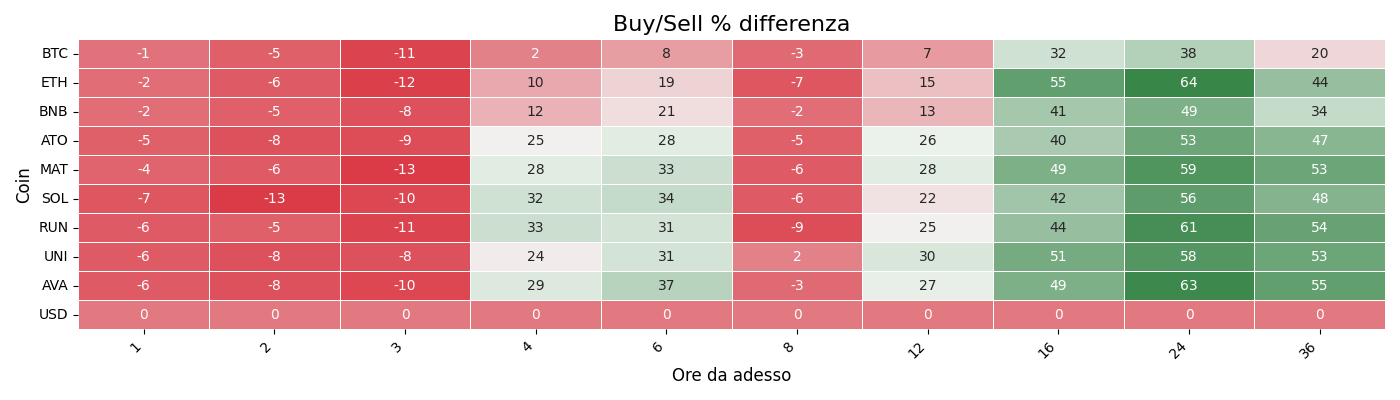 Buy/Sell % differenza
Coin
BTC -1 -5 -11 2 8 -3 7 32 38 20
ETH -2 -6 -12 10 19 -7 15 55 64 44
BNB -2 -5 -8 12 21 -2 13 41 49 34
ATO -5 -8 -9 25 28 -5 26 40 53 47
MAT -4 -6 -13 28 33 -6 28 49 59 53
SOL -7 -13 -10 32 34 -6 22 42 56 48
RUN -6 -5 -11 33 31 -9 25 44 61 54
UNI -6 -8 -8 24 31 2 30 51 58 53
AVA -6 -8 -10 29 37 -3 27 49 63 55
USD 0 0 0 0 0 0 0 0 0 0
1 2 3 4 6 8 12 16 24 36
Ore da adesso